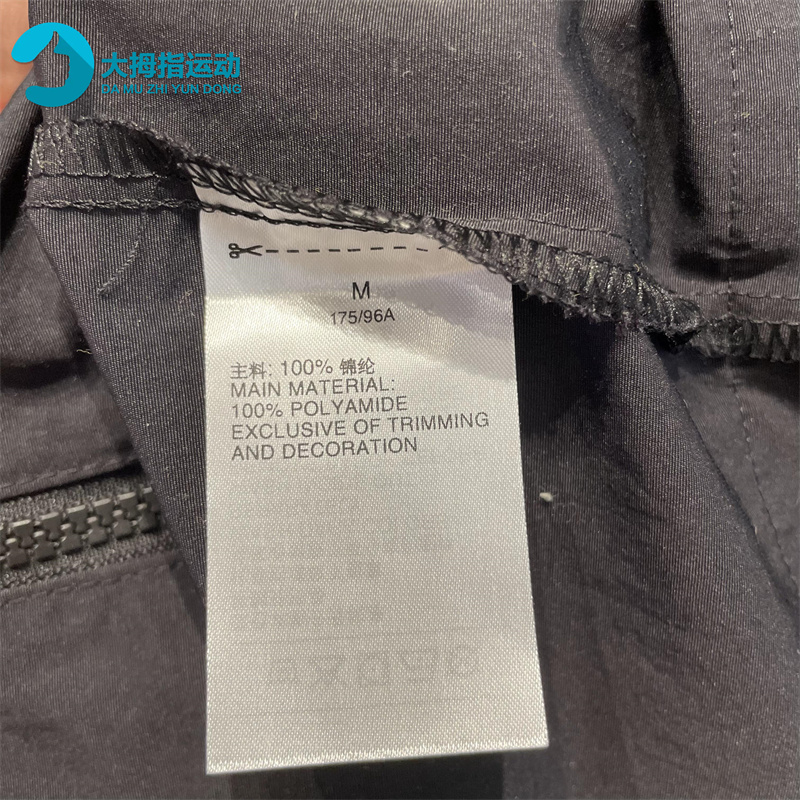 大拇指运动
DA MU ZHI YUN DONG
M
175/96A
主料: 100% 锦纶
MAIN MATERIAL:
100% POLYAMIDE
EXCLUSIVE OF TRIMMING
AND DECORATION